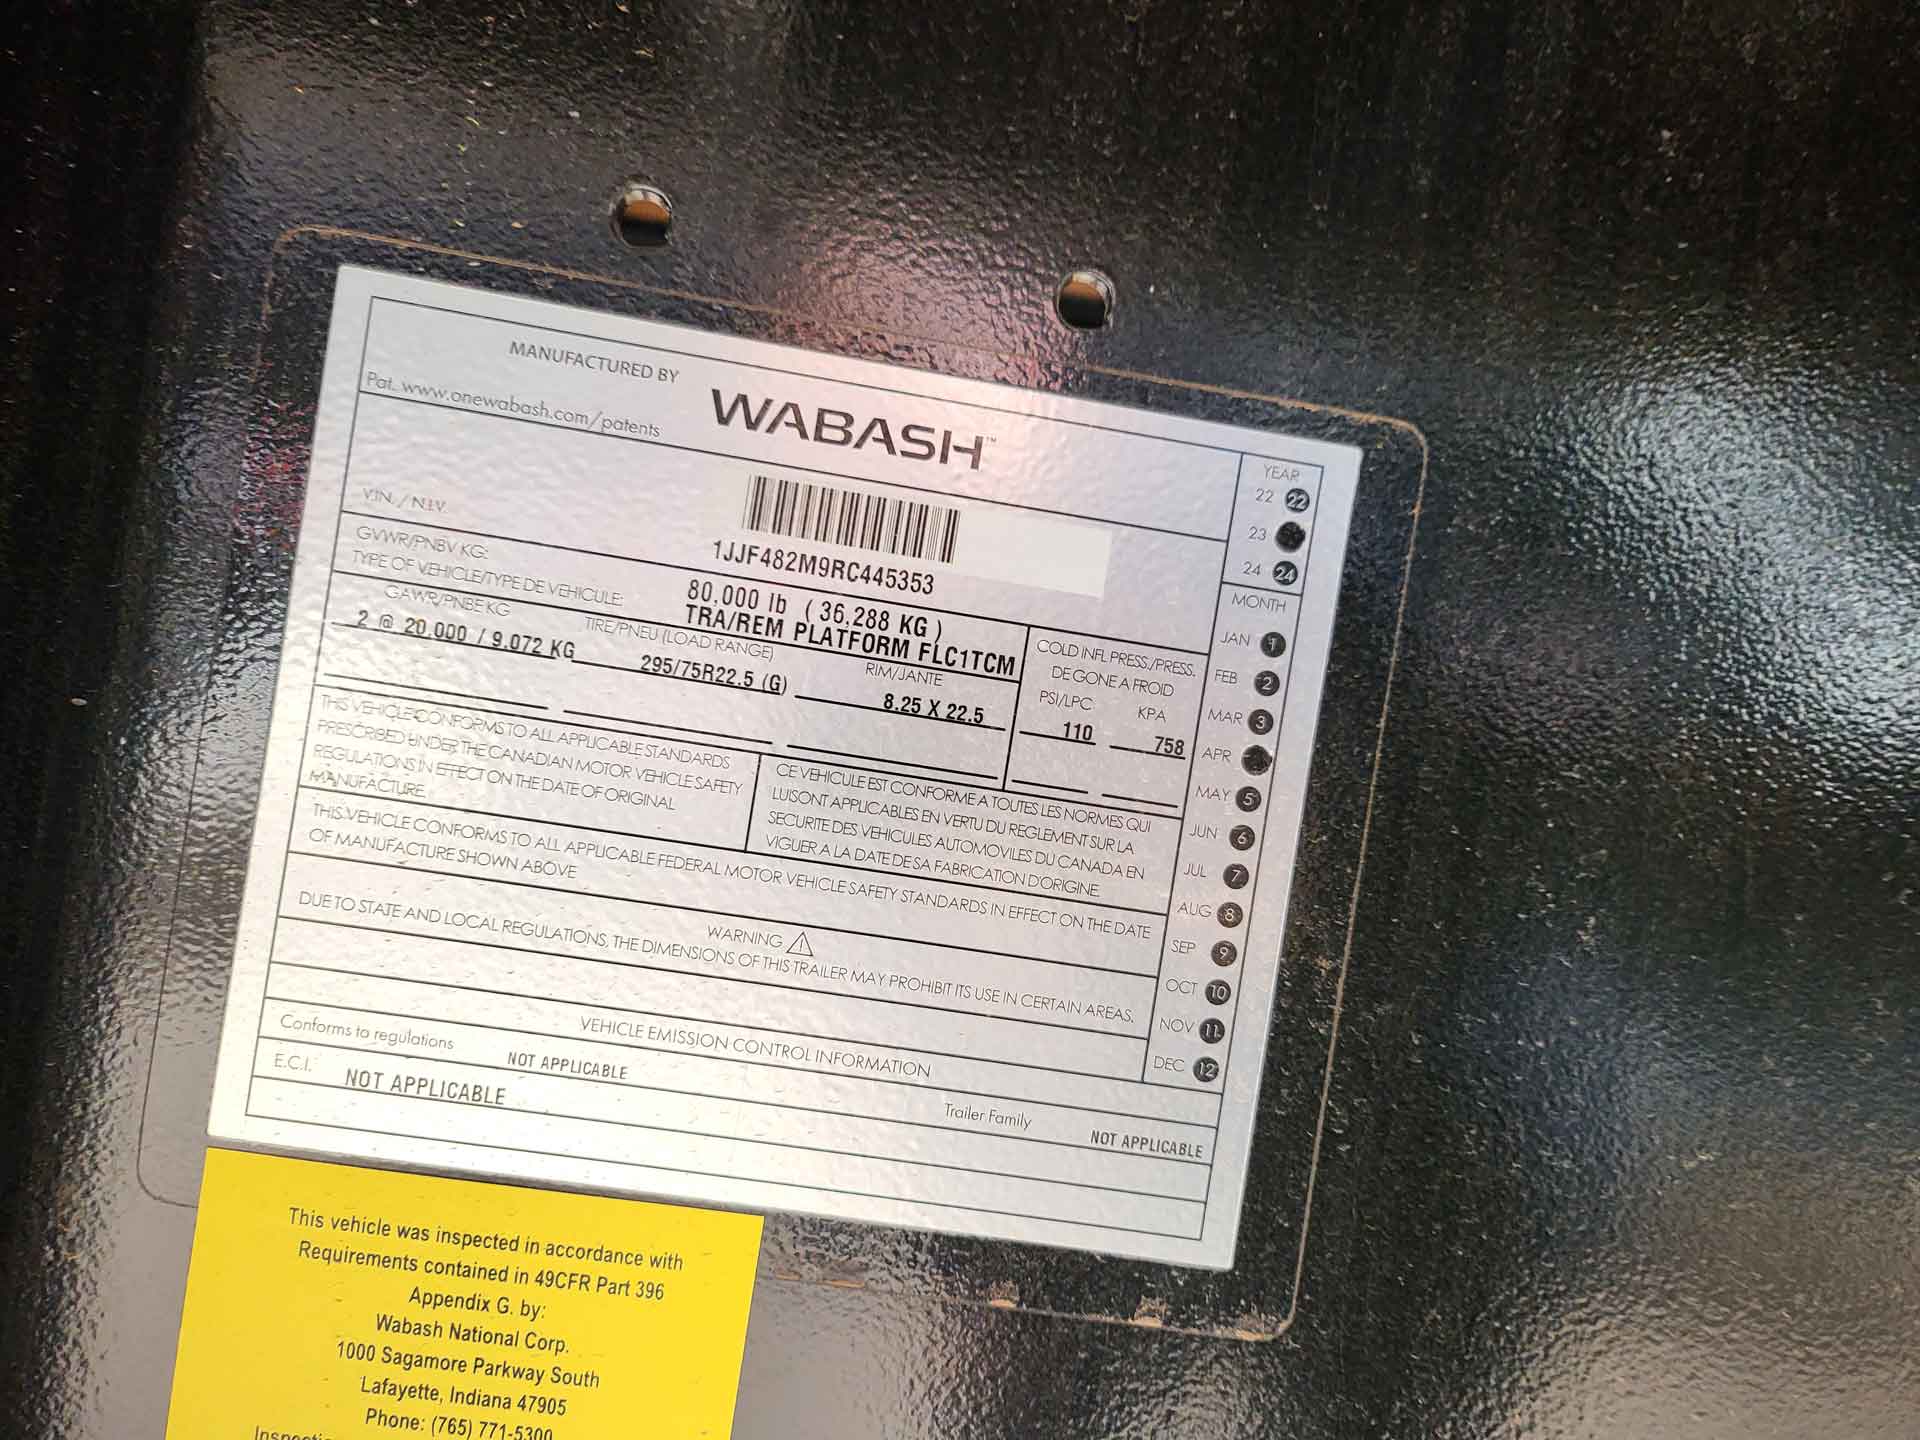 MANUFACTURED BY
WABASH™
Pat. www.onewabash.com/patents
V.I.N. / N.I.V.
1JJF482M9RC445353
GVWR/PNBV KG:
80,000 lb ( 36,288 KG )
TYPE OF VEHICLE/TYPE DE VEHICULE:
TRA/REM PLATFORM FLC1TCM
GAWR/PNBE KG
TIRE/PNEU (LOAD RANGE)
RIM/JANTE
2 @ 20,000 / 9,072 KG
295/75R22.5 (G)
8.25 X 22.5
COLD INFL PRESS./PRESS.
DE GONE A FROID
PSI/LPC
KPA
110
758
THIS VEHICLE CONFORMS TO ALL APPLICABLE STANDARDS
PRESCRIBED UNDER THE CANADIAN MOTOR VEHICLE SAFETY
REGULATIONS IN EFFECT ON THE DATE OF ORIGINAL
MANUFACTURE.
CE VEHICULE EST CONFORME A TOUTES LES NORMES QUI
LUISONT APPLICABLES EN VERTU DU REGLEMENT SUR LA
SECURITE DES VEHICULES AUTOMOVILES DU CANADA EN
VIGUER A LA DATE DE SA FABRICATION D'ORIGINE.
THIS VEHICLE CONFORMS TO ALL APPLICABLE FEDERAL MOTOR VEHICLE SAFETY STANDARDS IN EFFECT ON THE DATE
OF MANUFACTURE SHOWN ABOVE
WARNING
DUE TO STATE AND LOCAL REGULATIONS, THE DIMENSIONS OF THIS TRAILER MAY PROHIBIT ITS USE IN CERTAIN AREAS.
VEHICLE EMISSION CONTROL INFORMATION
Conforms to regulations
NOT APPLICABLE
Trailer Family
NOT APPLICABLE
E.C.I.
NOT APPLICABLE
YEAR
22 22
23
24 24
MONTH
JAN 1
FEB 2
MAR 3
APR
MAY 5
JUN 6
JUL 7
AUG 8
SEP 9
OCT 10
NOV 11
DEC 12
This vehicle was inspected in accordance with
Requirements contained in 49CFR Part 396
Appendix G. by:
Wabash National Corp.
1000 Sagamore Parkway South
Lafayette, Indiana 47905
Phone: (765) 771-5300